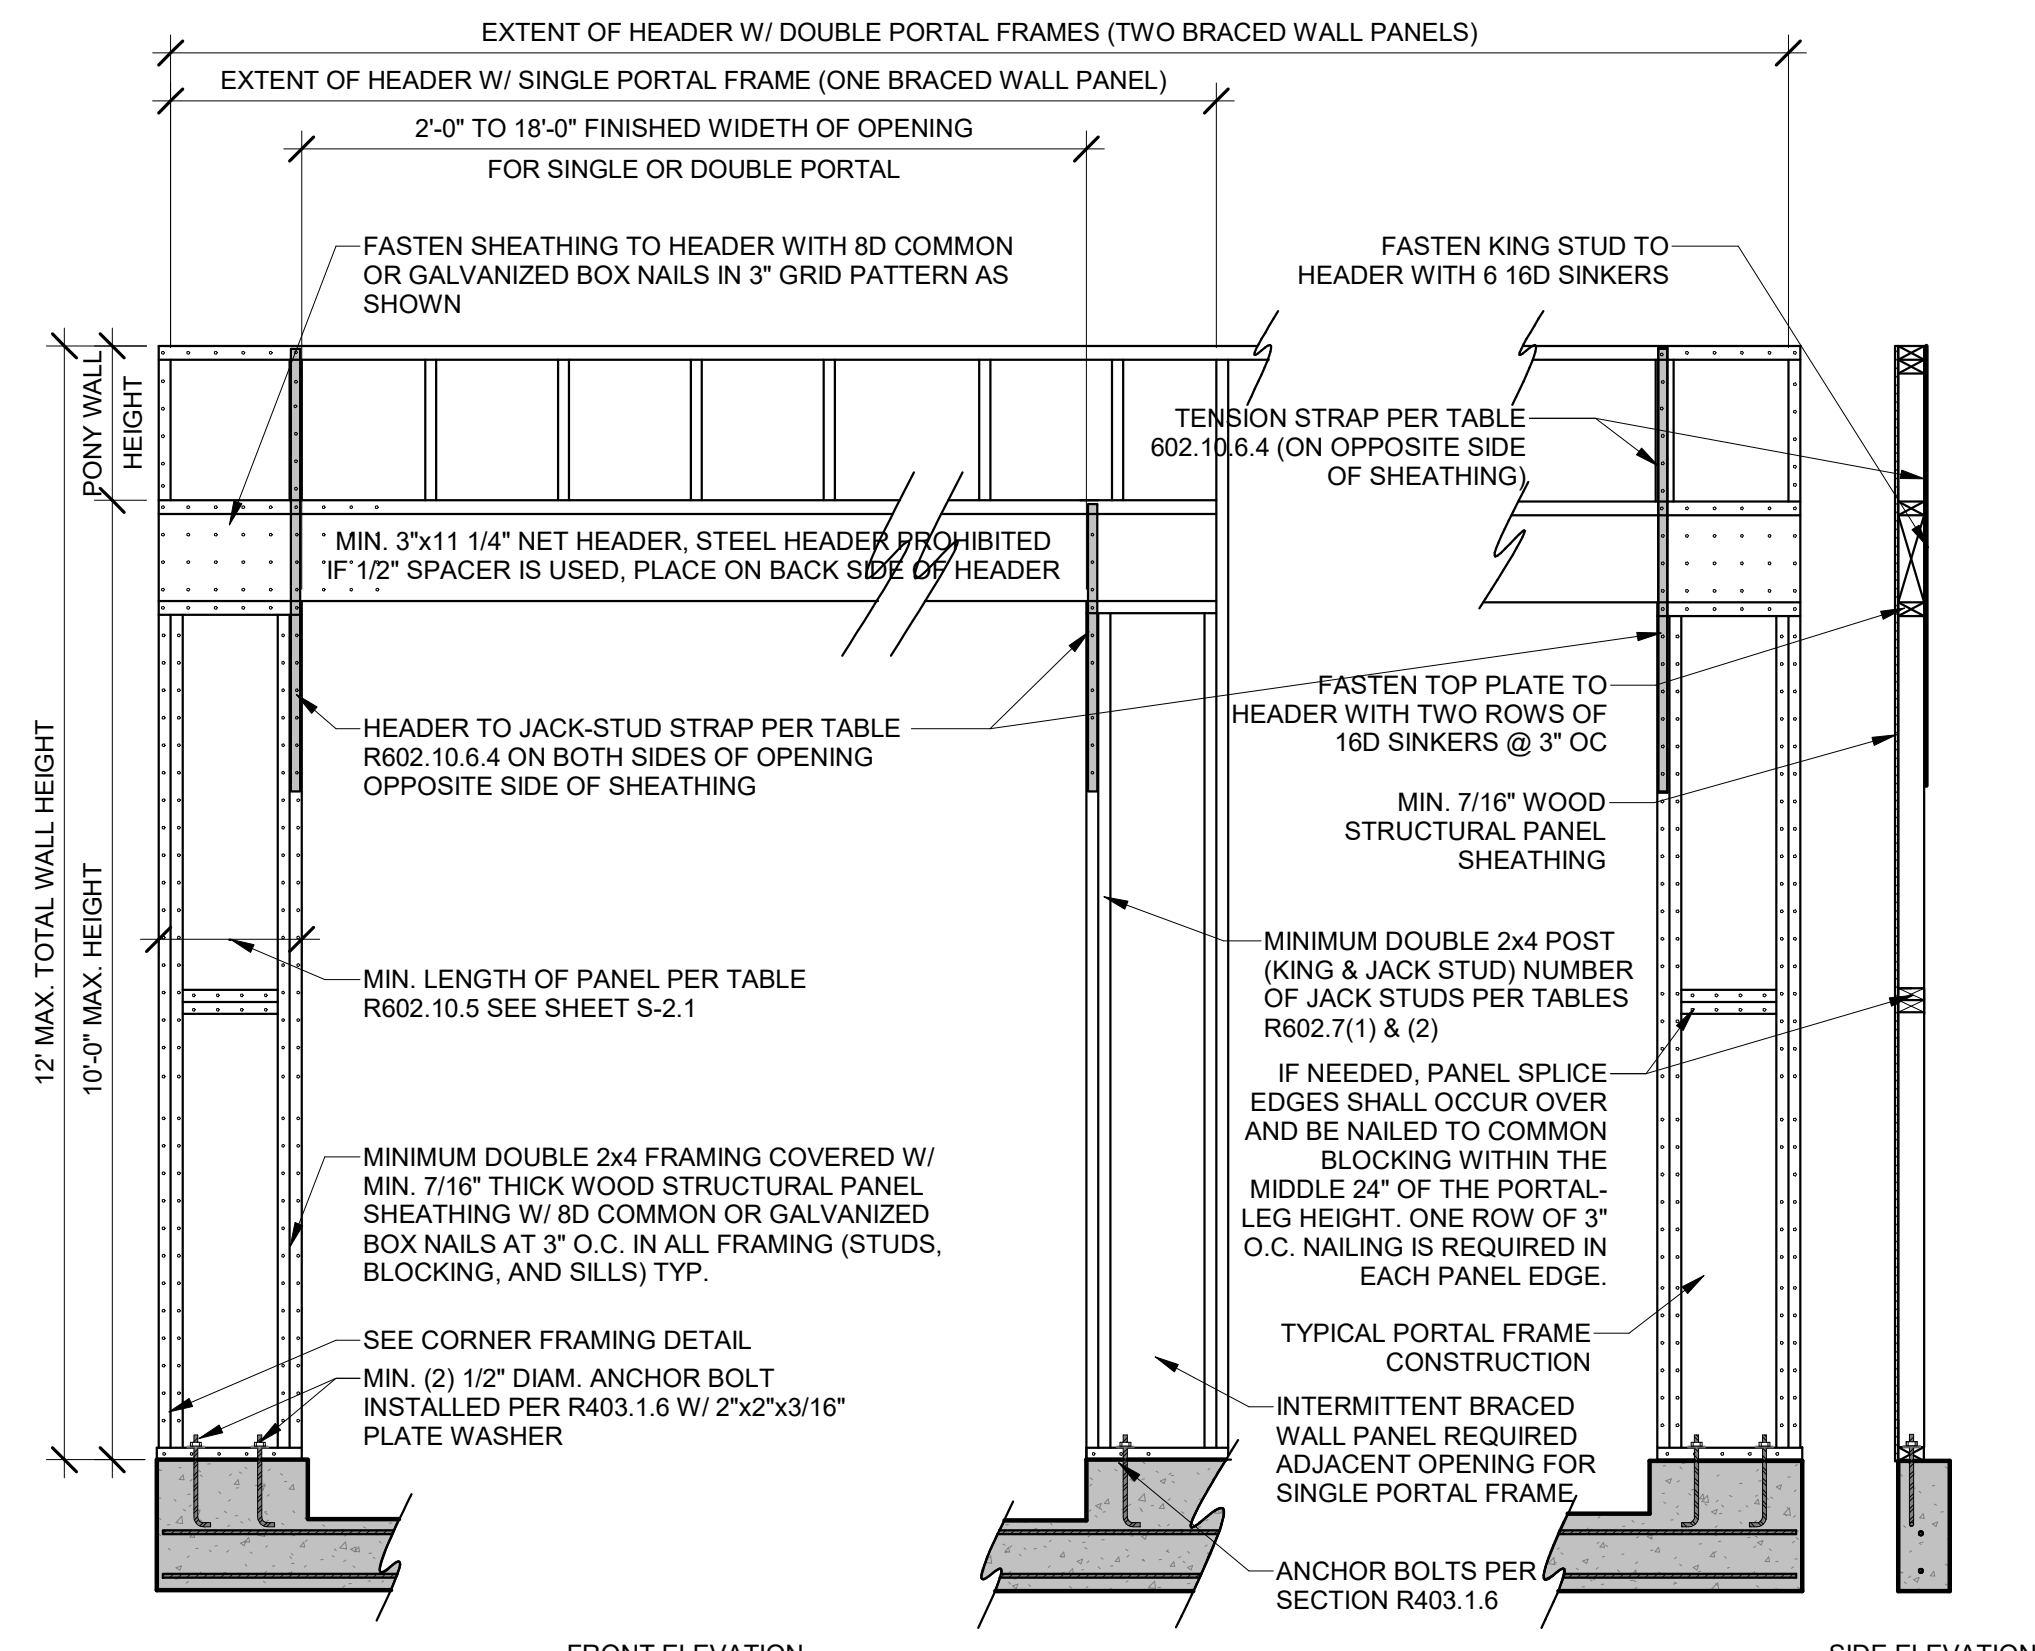 EXTENT OF HEADER W/ DOUBLE PORTAL FRAMES (TWO BRACED WALL PANELS)
EXTENT OF HEADER W/ SINGLE PORTAL FRAME (ONE BRACED WALL PANEL)
2'-0" TO 18'-0" FINISHED WIDETH OF OPENING
FOR SINGLE OR DOUBLE PORTAL
FASTEN SHEATHING TO HEADER WITH 8D COMMON
OR GALVANIZED BOX NAILS IN 3" GRID PATTERN AS
SHOWN
FASTEN KING STUD TO
HEADER WITH 6 16D SINKERS
PONY WALL
HEIGHT
TENSION STRAP PER TABLE
602.10.6.4 (ON OPPOSITE SIDE
OF SHEATHING)
MIN. 3"x11 1/4" NET HEADER, STEEL HEADER PROHIBITED
IF 1/2" SPACER IS USED, PLACE ON BACK SIDE OF HEADER
12' MAX. TOTAL WALL HEIGHT
10'-0" MAX. HEIGHT
HEADER TO JACK-STUD STRAP PER TABLE
R602.10.6.4 ON BOTH SIDES OF OPENING
OPPOSITE SIDE OF SHEATHING
FASTEN TOP PLATE TO
HEADER WITH TWO ROWS OF
16D SINKERS @ 3" OC
MIN. 7/16" WOOD
STRUCTURAL PANEL
SHEATHING
MIN. LENGTH OF PANEL PER TABLE
R602.10.5 SEE SHEET S-2.1
MINIMUM DOUBLE 2x4 POST
(KING & JACK STUD) NUMBER
OF JACK STUDS PER TABLES
R602.7(1) & (2)
IF NEEDED, PANEL SPLICE
EDGES SHALL OCCUR OVER
AND BE NAILED TO COMMON
BLOCKING WITHIN THE
MIDDLE 24" OF THE PORTAL-
LEG HEIGHT. ONE ROW OF 3"
O.C. NAILING IS REQUIRED IN
EACH PANEL EDGE.
MINIMUM DOUBLE 2x4 FRAMING COVERED W/
MIN. 7/16" THICK WOOD STRUCTURAL PANEL
SHEATHING W/ 8D COMMON OR GALVANIZED
BOX NAILS AT 3" O.C. IN ALL FRAMING (STUDS,
BLOCKING, AND SILLS) TYP.
SEE CORNER FRAMING DETAIL
MIN. (2) 1/2" DIAM. ANCHOR BOLT
INSTALLED PER R403.1.6 W/ 2"x2"x3/16"
PLATE WASHER
TYPICAL PORTAL FRAME
CONSTRUCTION
INTERMITTENT BRACED
WALL PANEL REQUIRED
ADJACENT OPENING FOR
SINGLE PORTAL FRAME
ANCHOR BOLTS PER
SECTION R403.1.6
FRONT ELEVATION
SIDE ELEVATION